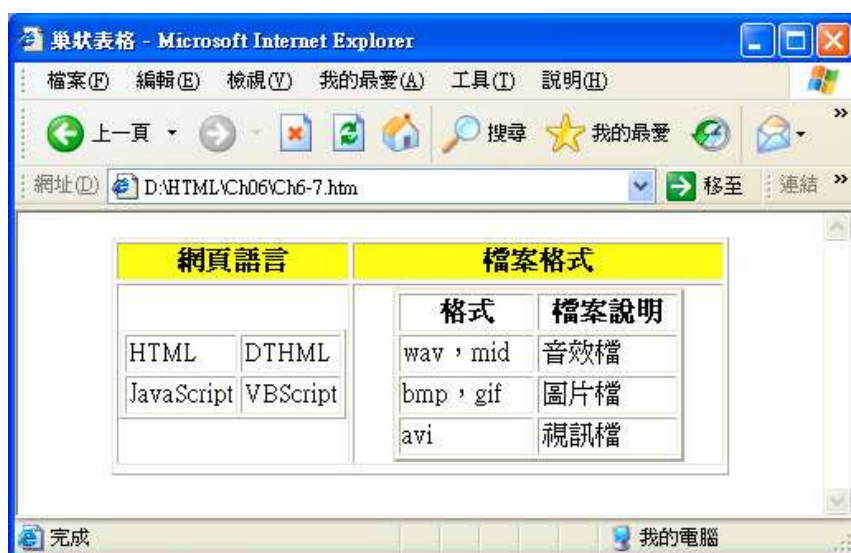 巢狀表格 - Microsoft Internet Explorer
檔案(F) 編輯(E) 檢視(V) 我的最愛(A) 工具(T) 說明(H)
上一頁 搜尋 我的最愛 »
網址(D) D:\HTML\Ch06\Ch6-7.htm 移至 連結 »
網頁語言 檔案格式
格式 檔案說明
HTML DTHML wav,mid 音效檔
JavaScript VBScript bmp,gif 圖片檔
avi 視訊檔
完成 我的電腦